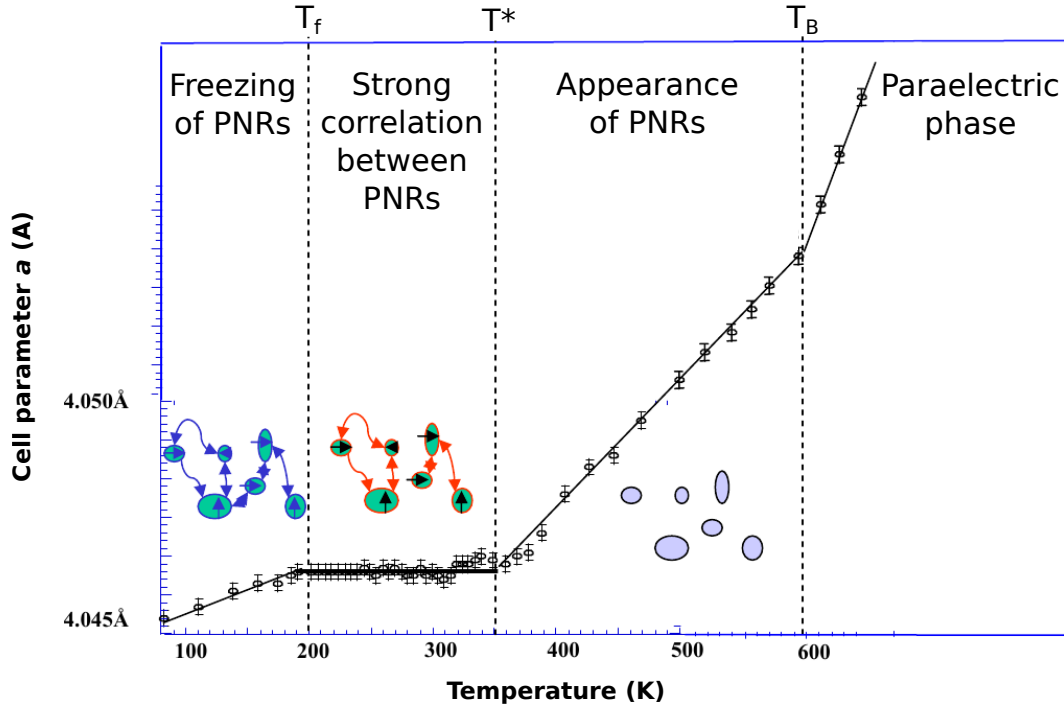 T_f
T*
T_B
Freezing
of PNRs
Strong
correlation
between
PNRs
Appearance
of PNRs
Paraelectric
phase
Cell parameter a (A)
4.050Å
4.045Å
100
200
300
400
500
600
Temperature (K)